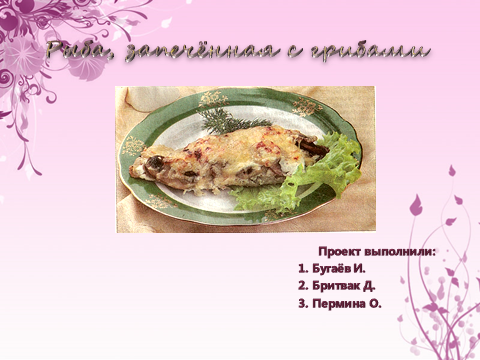 Рыба, запечённая с грибами
Проект выполнили:
1. Бугаёв И.
2. Бритвак Д.
3. Пермина О.